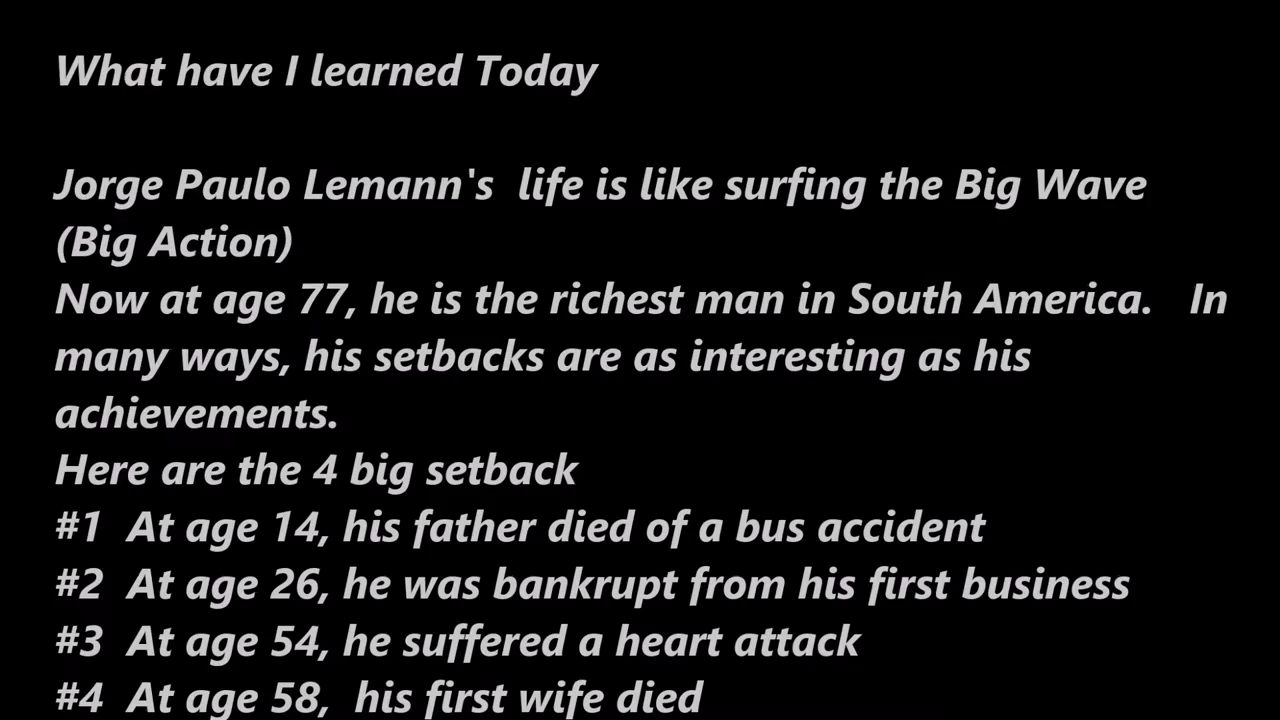 What have I learned Today
Jorge Paulo Lemann's  life is like surfing the Big Wave
(Big Action)
Now at age 77, he is the richest man in South America.   In
many ways, his setbacks are as interesting as his
achievements.
Here are the 4 big setback
#1  At age 14, his father died of a bus accident
#2  At age 26, he was bankrupt from his first business
#3  At age 54, he suffered a heart attack
#4  At age 58,  his first wife died